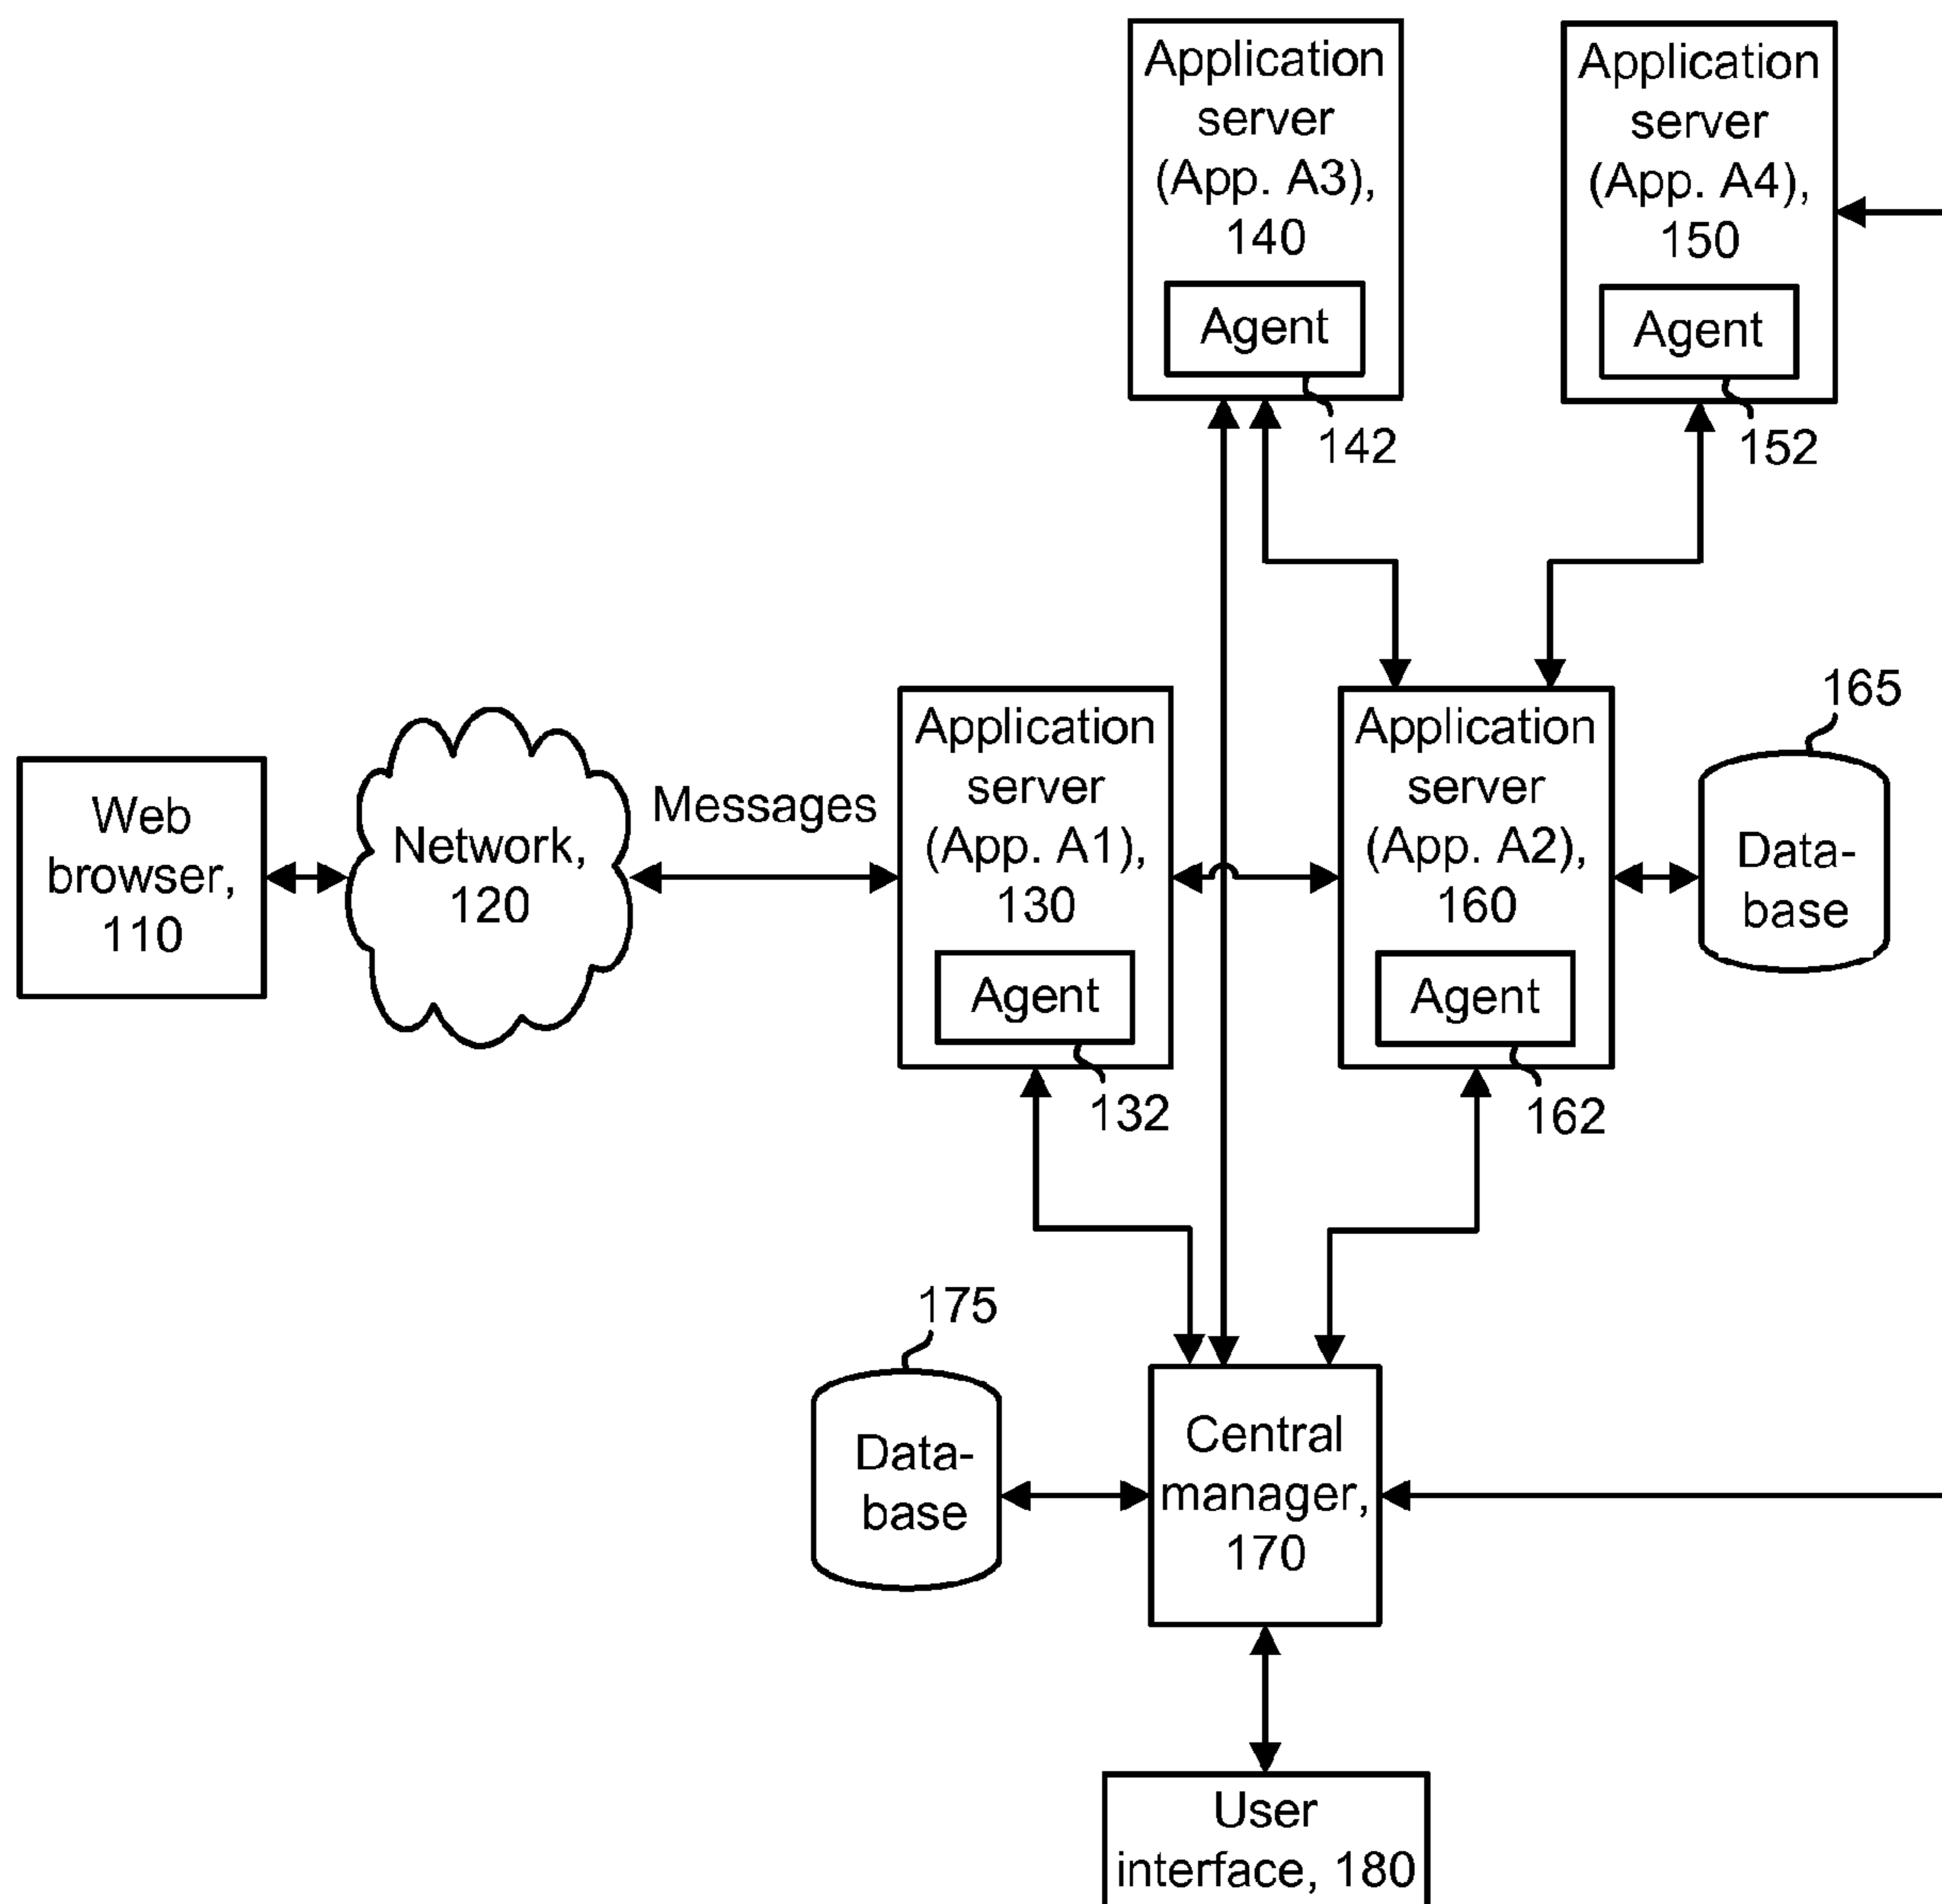 Application
server
(App. A3),
140
Agent
142
Application
server
(App. A4),
150
Agent
152
Web
browser,
110
Network,
120
Messages
Application
server
(App. A1),
130
Agent
132
Application
server
(App. A2),
160
Agent
162
165
Data-
base
175
Data-
base
Central
manager,
170
User
interface, 180